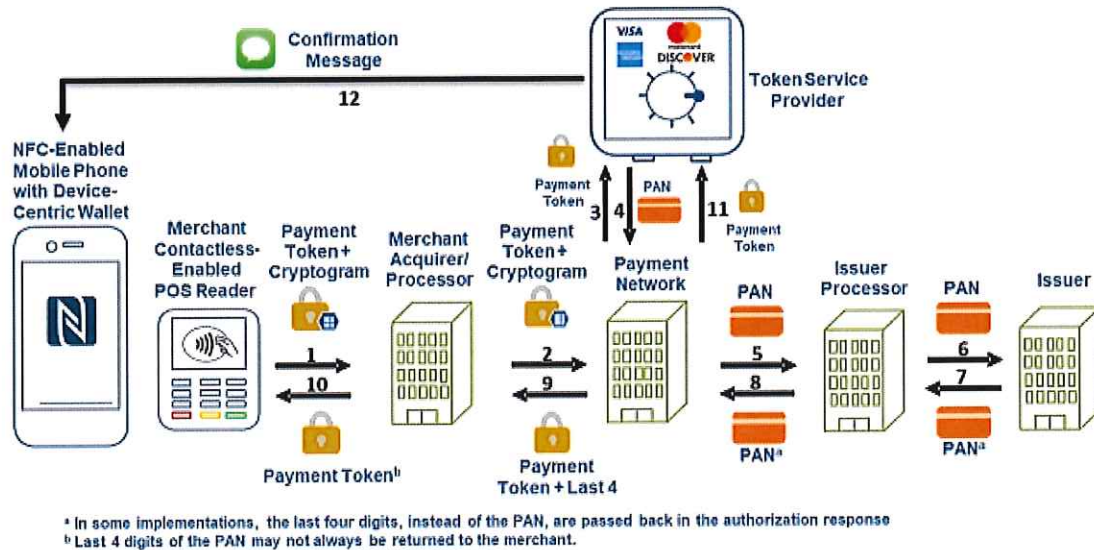 Confirmation
Message
12
VISA
mastercard
DISCOVER
Token Service
Provider
NFC-Enabled
Mobile Phone
with Device-
Centric Wallet
Merchant
Contactless-
Enabled
POS Reader
Payment
Token +
Cryptogram
Merchant
Acquirer/
Processor
Payment
Token +
Cryptogram
Payment
Token
3
4
PAN
11
Payment
Token
Payment
Network
PAN
Issuer
Processor
PAN
Issuer
N
1
10
2
9
5
8
6
7
Payment Tokenᵇ
Payment
Token + Last 4
PANᵃ
PANᵃ
ᵃ In some implementations, the last four digits, instead of the PAN, are passed back in the authorization response
ᵇ Last 4 digits of the PAN may not always be returned to the merchant.